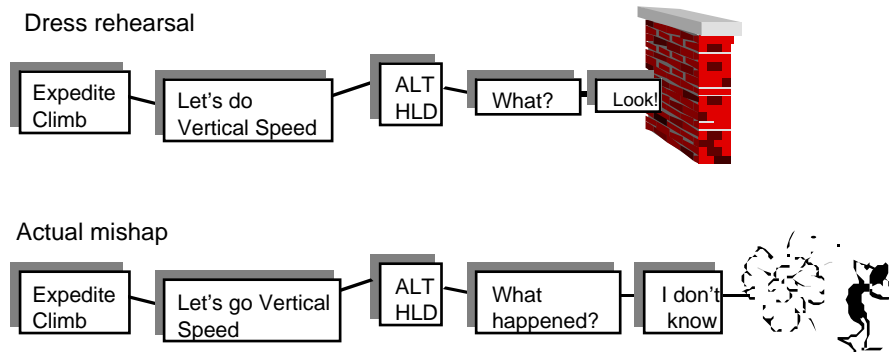 Dress rehearsal
Expedite
Climb
Let's do
Vertical Speed
ALT
HLD
What?
Look!
Actual mishap
Expedite
Climb
Let's go Vertical
Speed
ALT
HLD
What
happened?
I don't
know